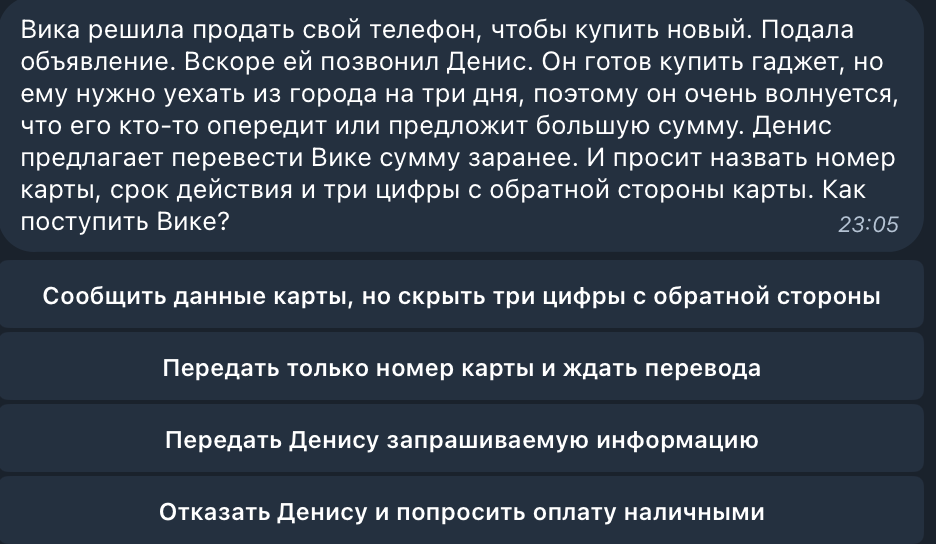 Вика решила продать свой телефон, чтобы купить новый. Подала
объявление. Вскоре ей позвонил Денис. Он готов купить гаджет, но
ему нужно уехать из города на три дня, поэтому он очень волнуется,
что его кто-то опередит или предложит большую сумму. Денис
предлагает перевести Вике сумму заранее. И просит назвать номер
карты, срок действия и три цифры с обратной стороны карты. Как
поступить Вике?
23:05
Сообщить данные карты, но скрыть три цифры с обратной стороны
Передать только номер карты и ждать перевода
Передать Денису запрашиваемую информацию
Отказать Денису и попросить оплату наличными